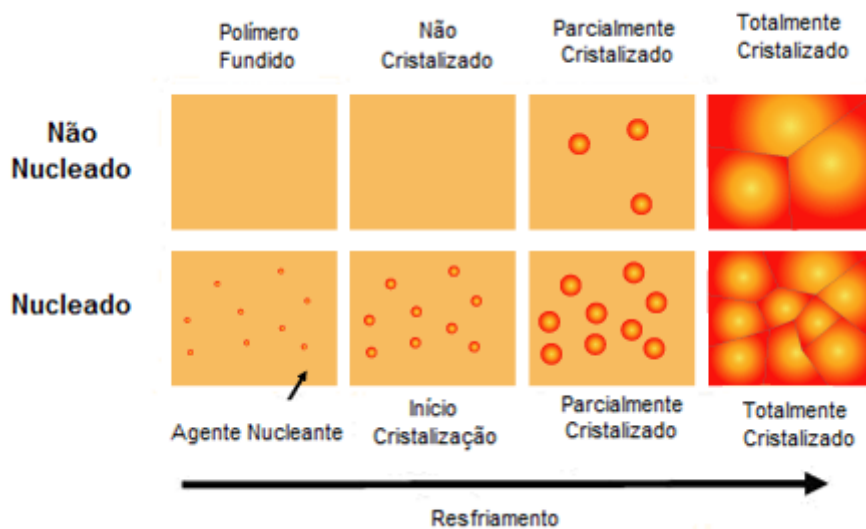 Polímero
Fundido
Não
Cristalizado
Parcialmente
Cristalizado
Totalmente
Cristalizado
Não
Nucleado
Nucleado
Agente Nucleante
Início
Cristalização
Parcialmente
Cristalizado
Totalmente
Cristalizado
Resfriamento